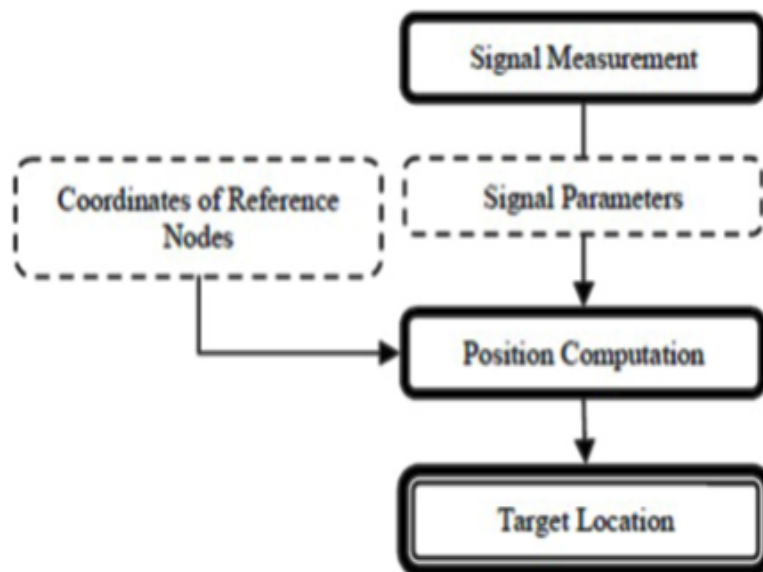 Signal Measurement
Coordinates of Reference
Nodes
Signal Parameters
Position Computation
Target Location